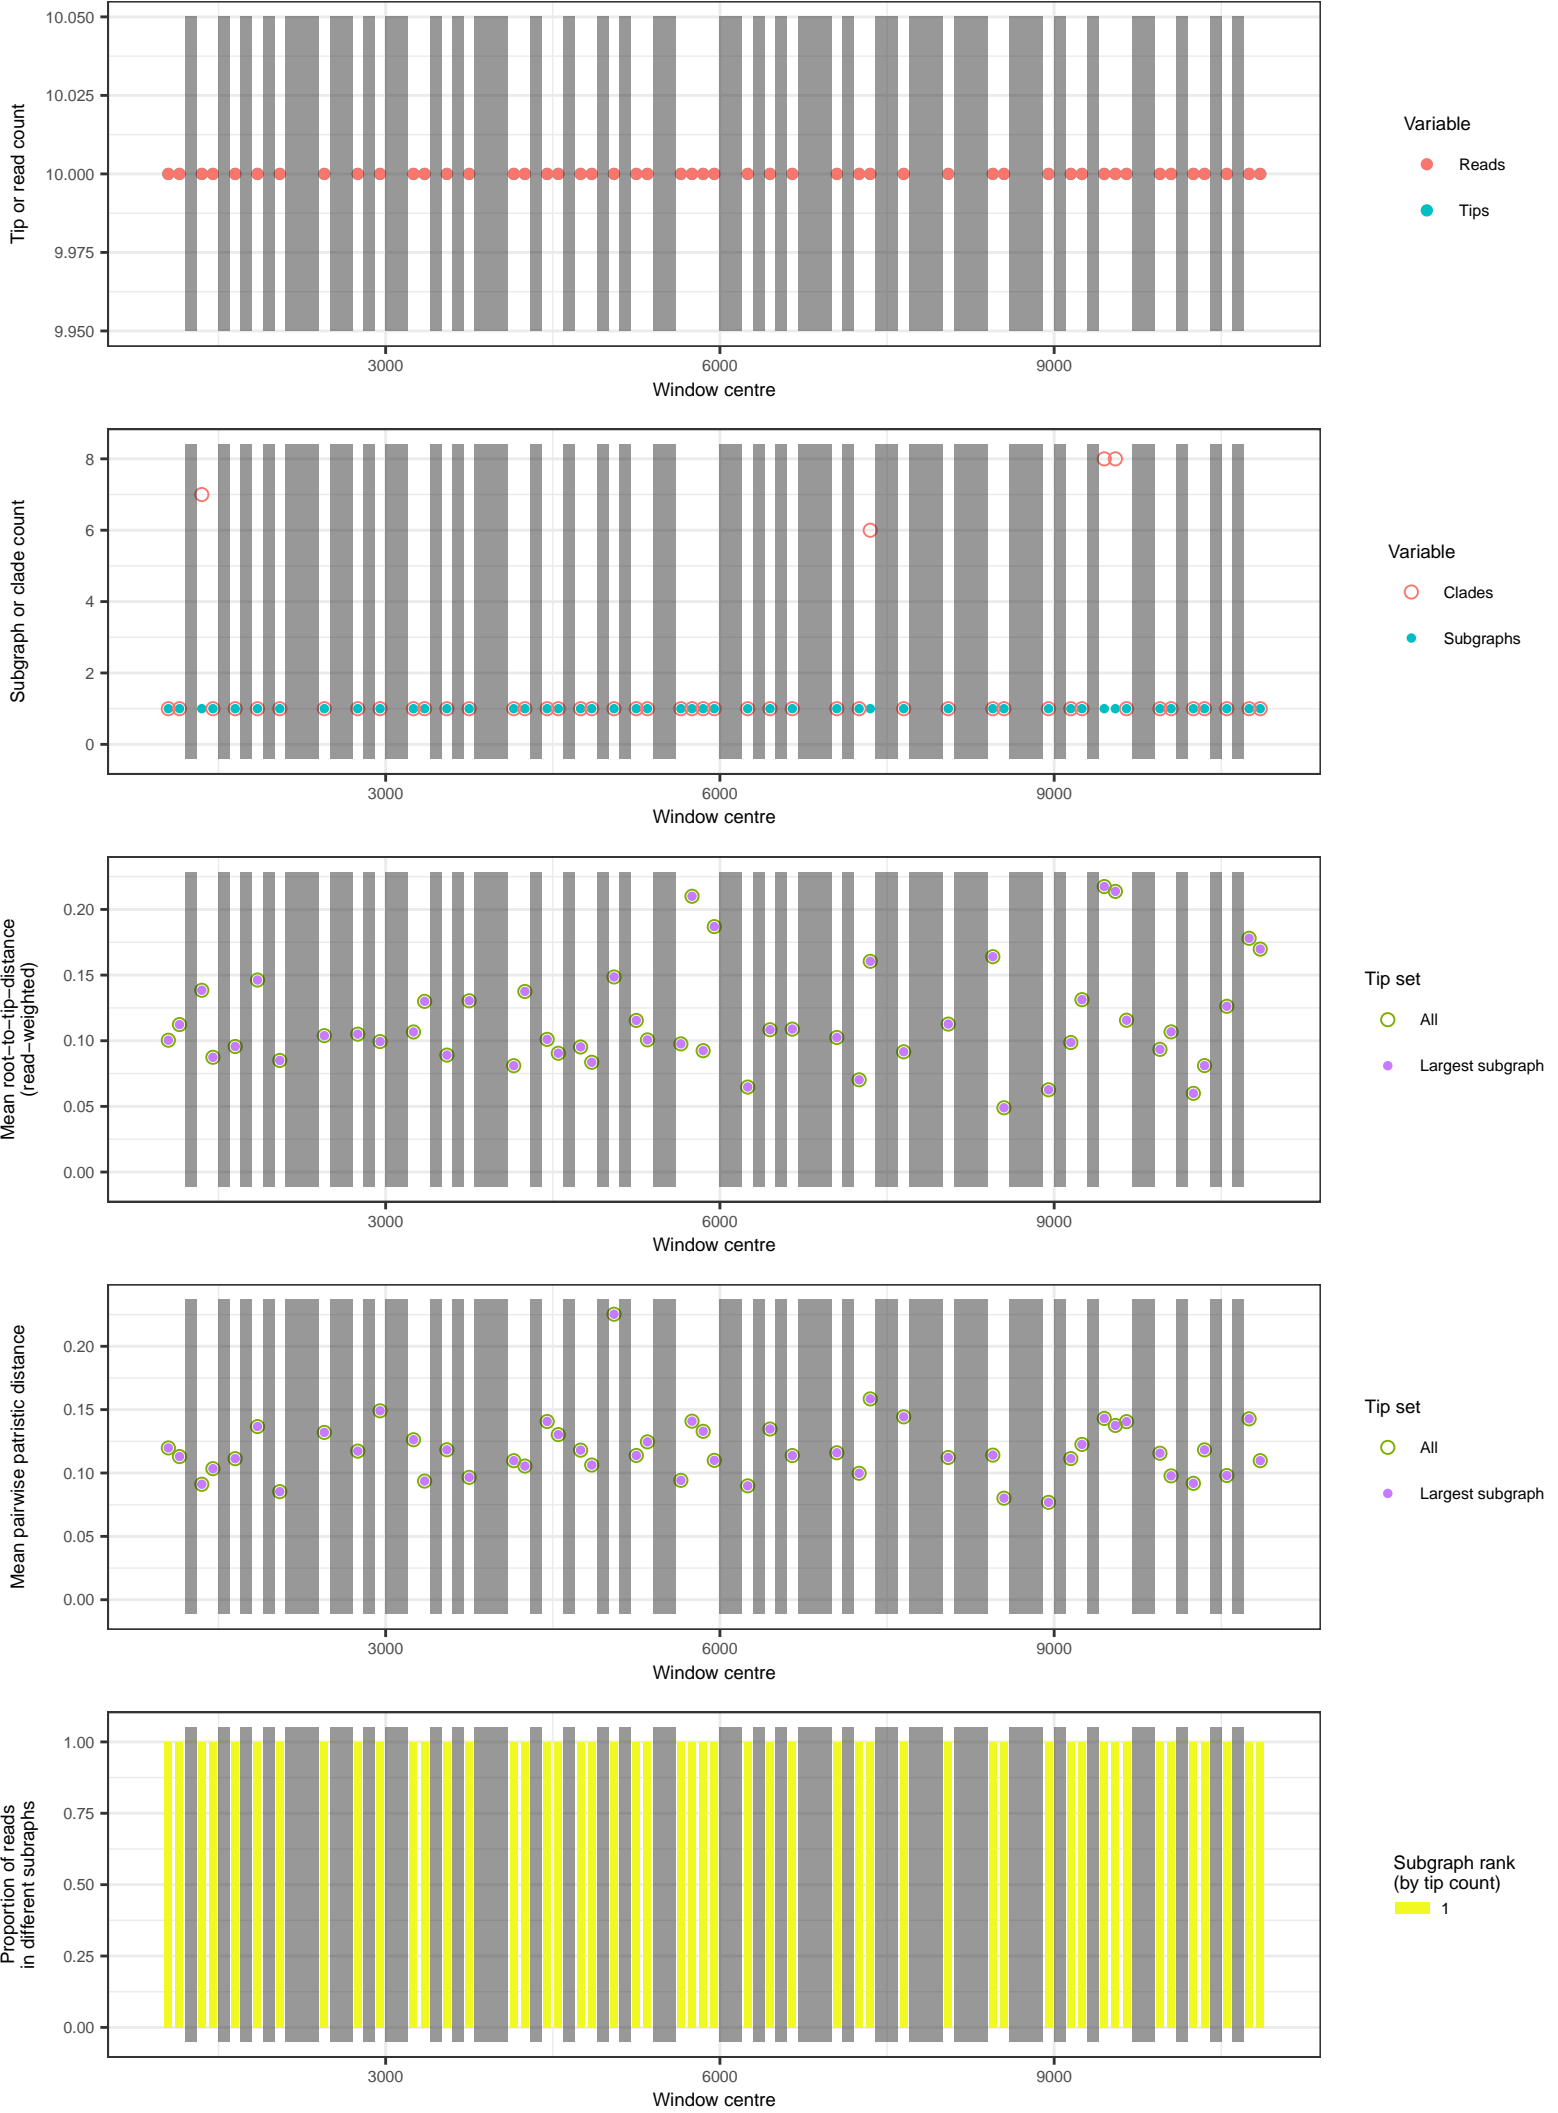 10.050
10.025
10.000
9.975
9.950
Tip or read count
3000
6000
9000
Window centre
Variable
Reads
Tips
8
6
4
2
0
Subgraph or clade count
3000
6000
9000
Window centre
Variable
Clades
Subgraphs
0.20
0.15
0.10
0.05
0.00
Mean root−to−tip−distance
(read−weighted)
3000
6000
9000
Window centre
Tip set
All
Largest subgraph
0.20
0.15
0.10
0.05
0.00
Mean pairwise patristic distance
3000
6000
9000
Window centre
Tip set
All
Largest subgraph
1.00
0.75
0.50
0.25
0.00
Proportion of reads
in different subraphs
3000
6000
9000
Window centre
Subgraph rank
(by tip count)
1